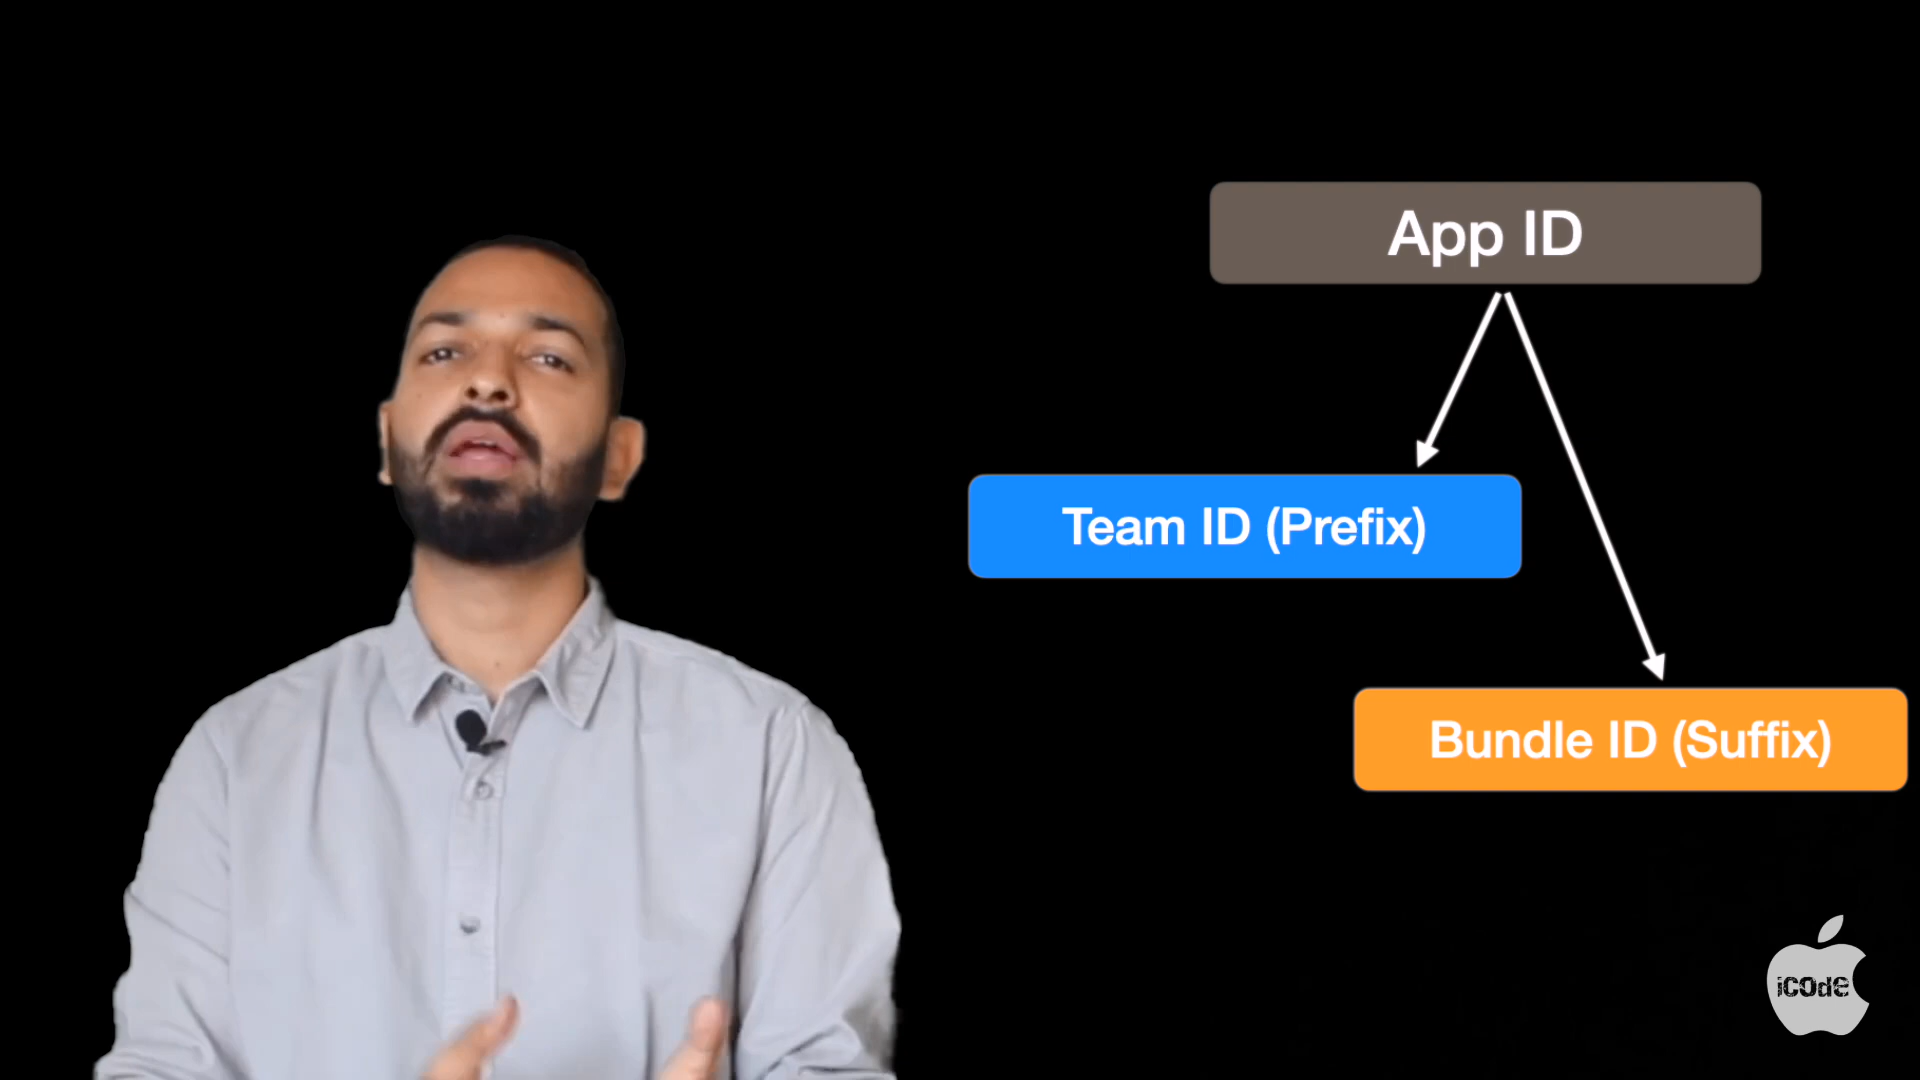 App ID
Team ID (Prefix)
Bundle ID (Suffix)
iCOdE